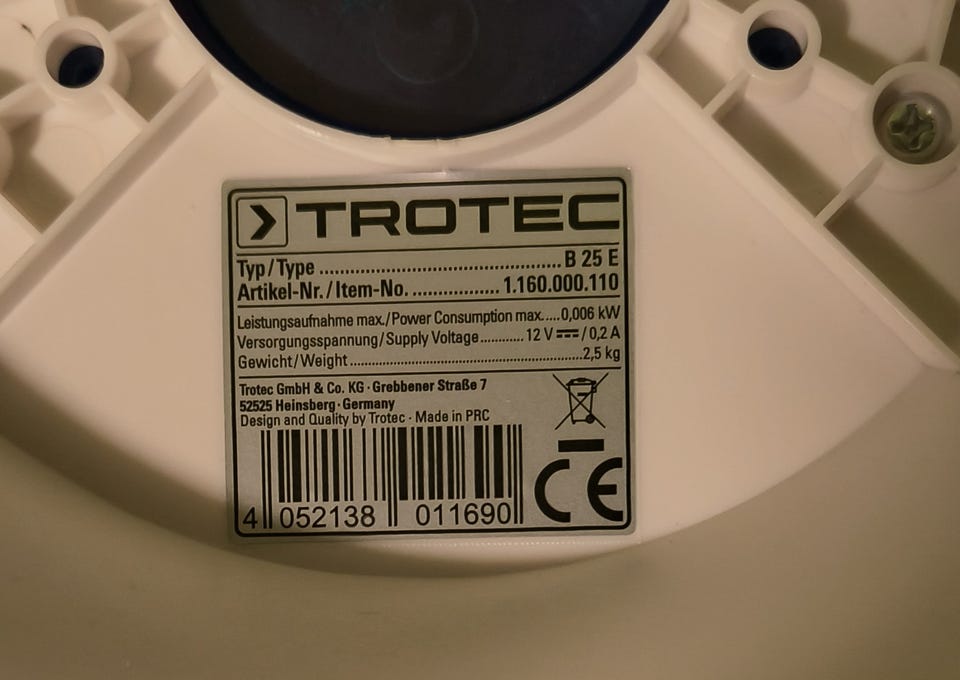 TROTEC
Typ/Type ........................................... B 25 E
Artikel-Nr./Item-No. ................. 1.160.000.110
Leistungsaufnahme max./Power Consumption max.....0,006 kW
Versorgungsspannung/Supply Voltage............ 12 V ⎓ / 0,2 A
Gewicht/Weight ......................................................2,5 kg
Trotec GmbH & Co. KG · Grebbener Straße 7
52525 Heinsberg · Germany
Design and Quality by Trotec · Made in PRC
CE
4 052138 011690